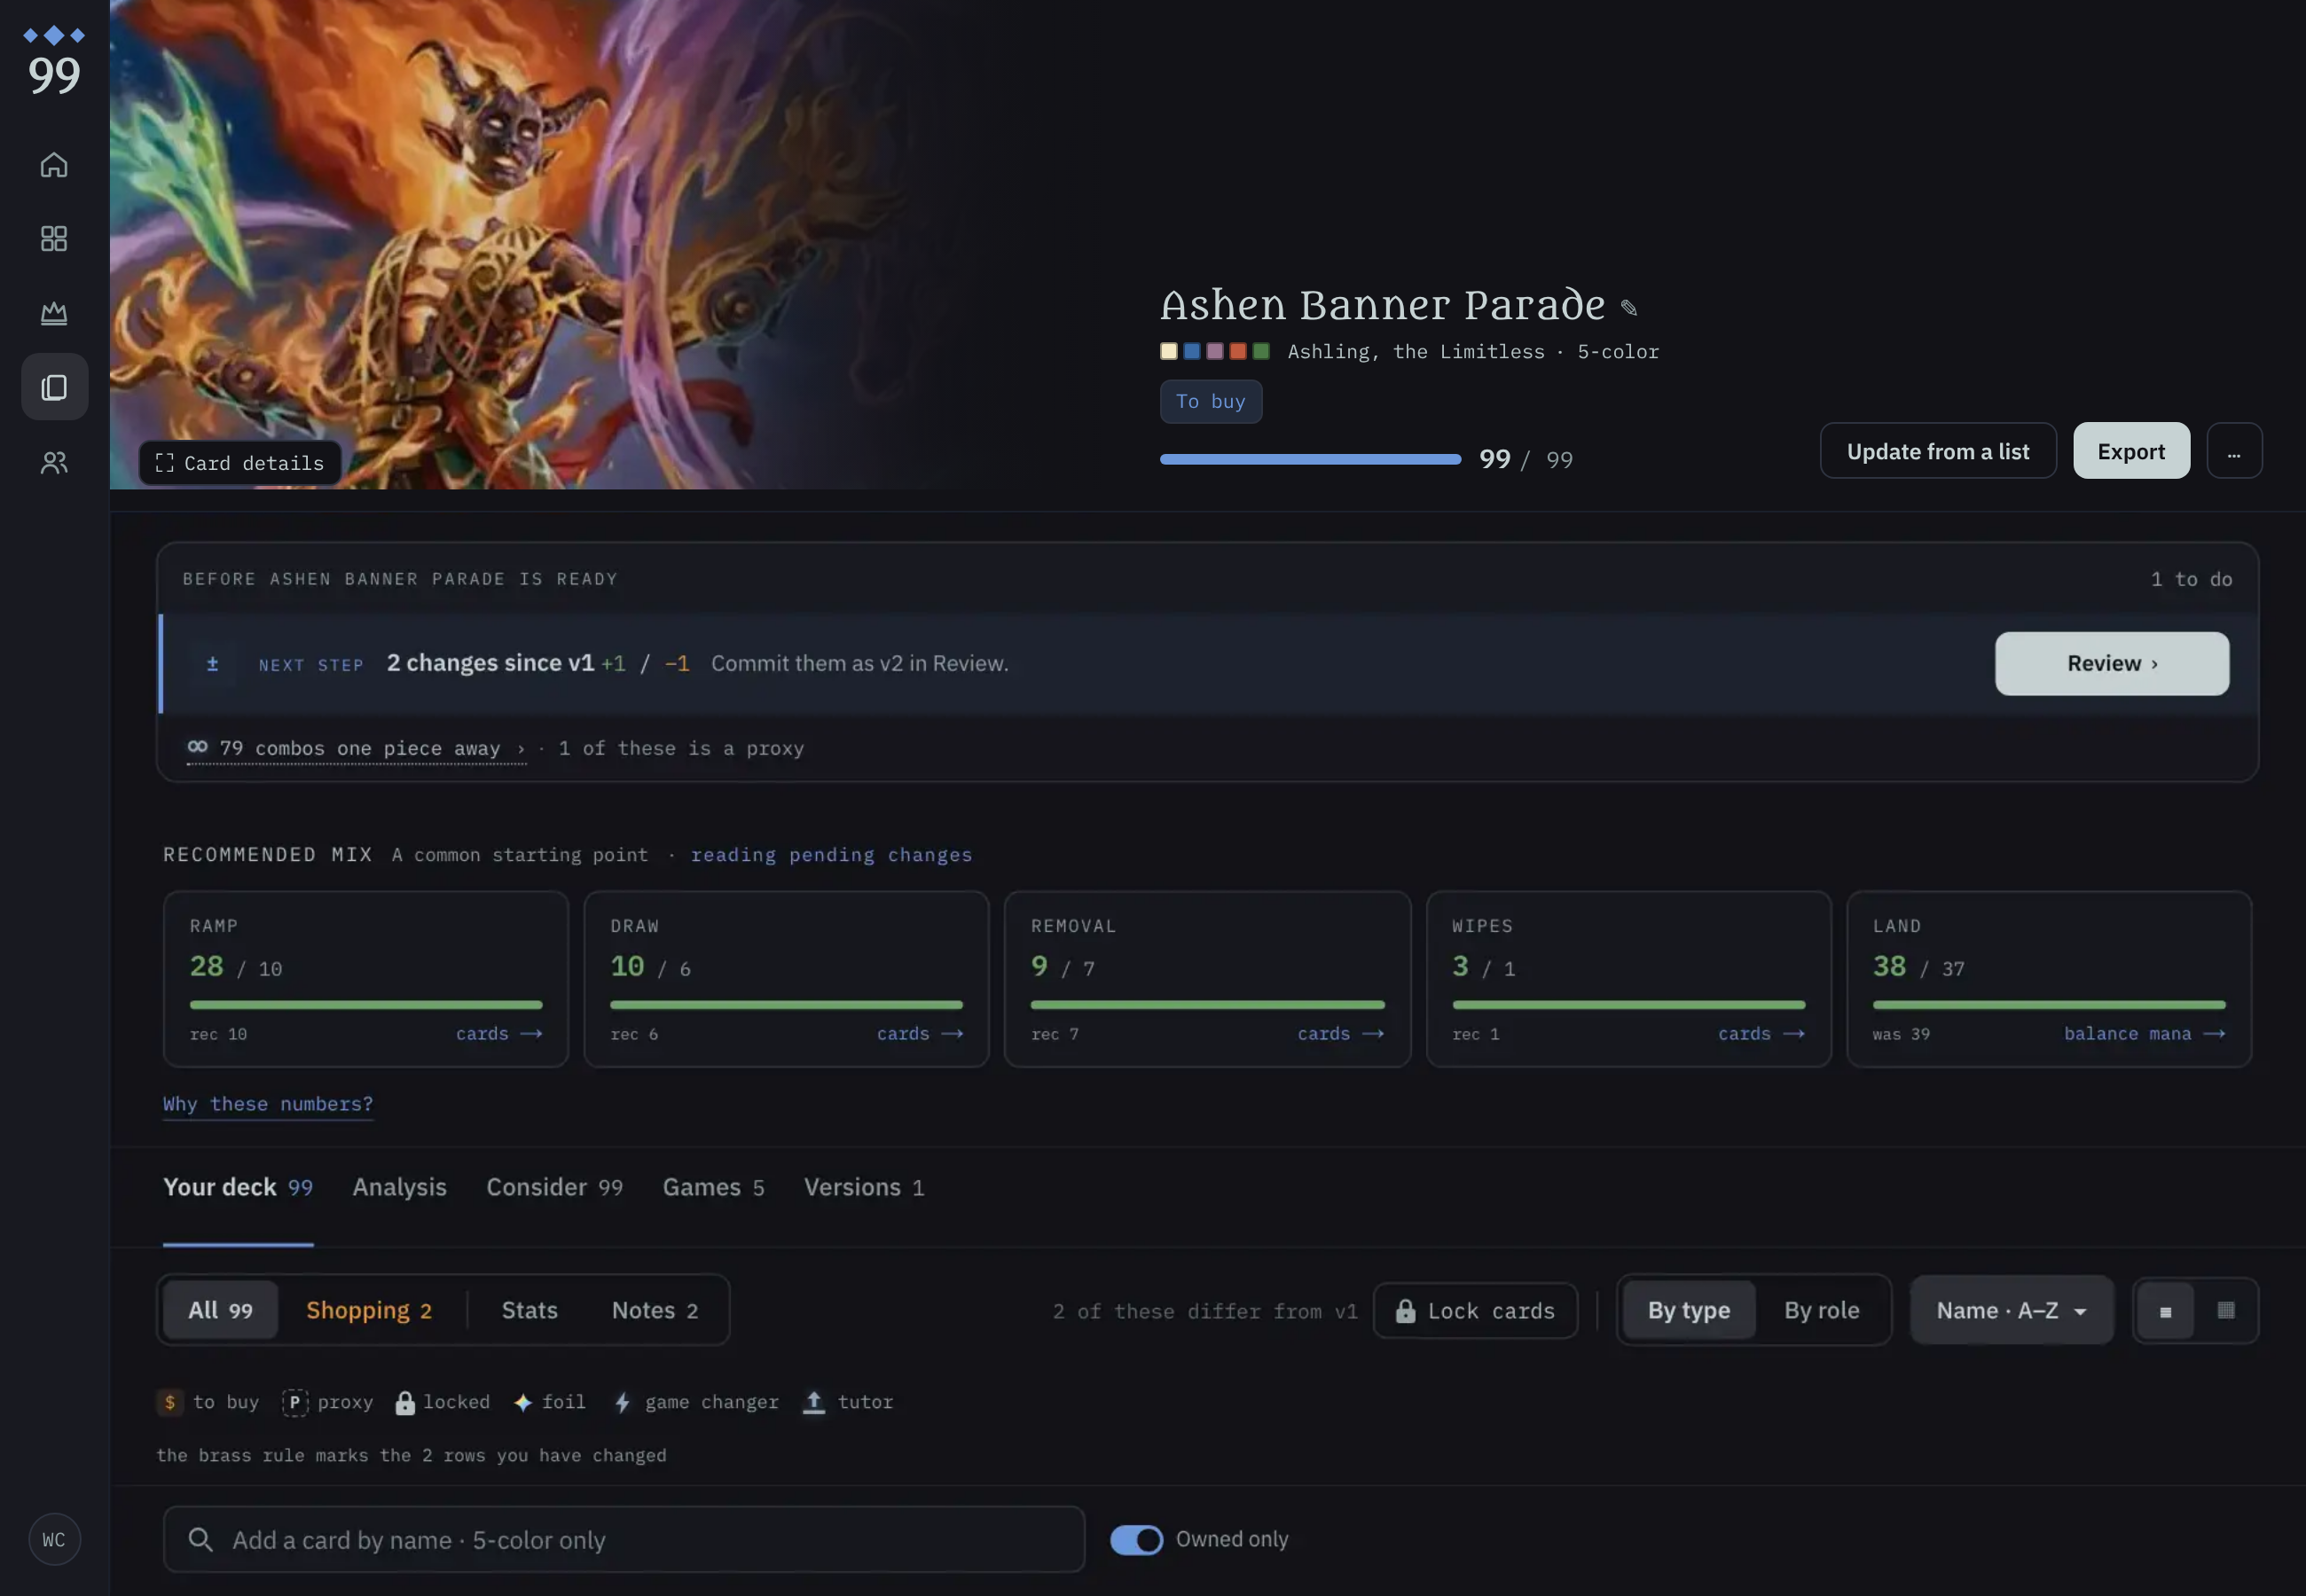 99
Ashen Banner Parade ✎
Ashling, the Limitless · 5-color
To buy
99 / 99
Update from a list
Export
…
Card details
BEFORE ASHEN BANNER PARADE IS READY
1 to do
± NEXT STEP 2 changes since v1 +1 / −1 Commit them as v2 in Review.
Review ›
∞ 79 combos one piece away › · 1 of these is a proxy
RECOMMENDED MIX A common starting point · reading pending changes
RAMP
28 / 10
rec 10 cards →
DRAW
10 / 6
rec 6 cards →
REMOVAL
9 / 7
rec 7 cards →
WIPES
3 / 1
rec 1 cards →
LAND
38 / 37
was 39 balance mana →
Why these numbers?
Your deck 99 Analysis Consider 99 Games 5 Versions 1
All 99 Shopping 2 Stats Notes 2
2 of these differ from v1 Lock cards By type By role Name · A–Z
$ to buy P proxy locked foil game changer tutor
the brass rule marks the 2 rows you have changed
Add a card by name · 5-color only
Owned only
WC